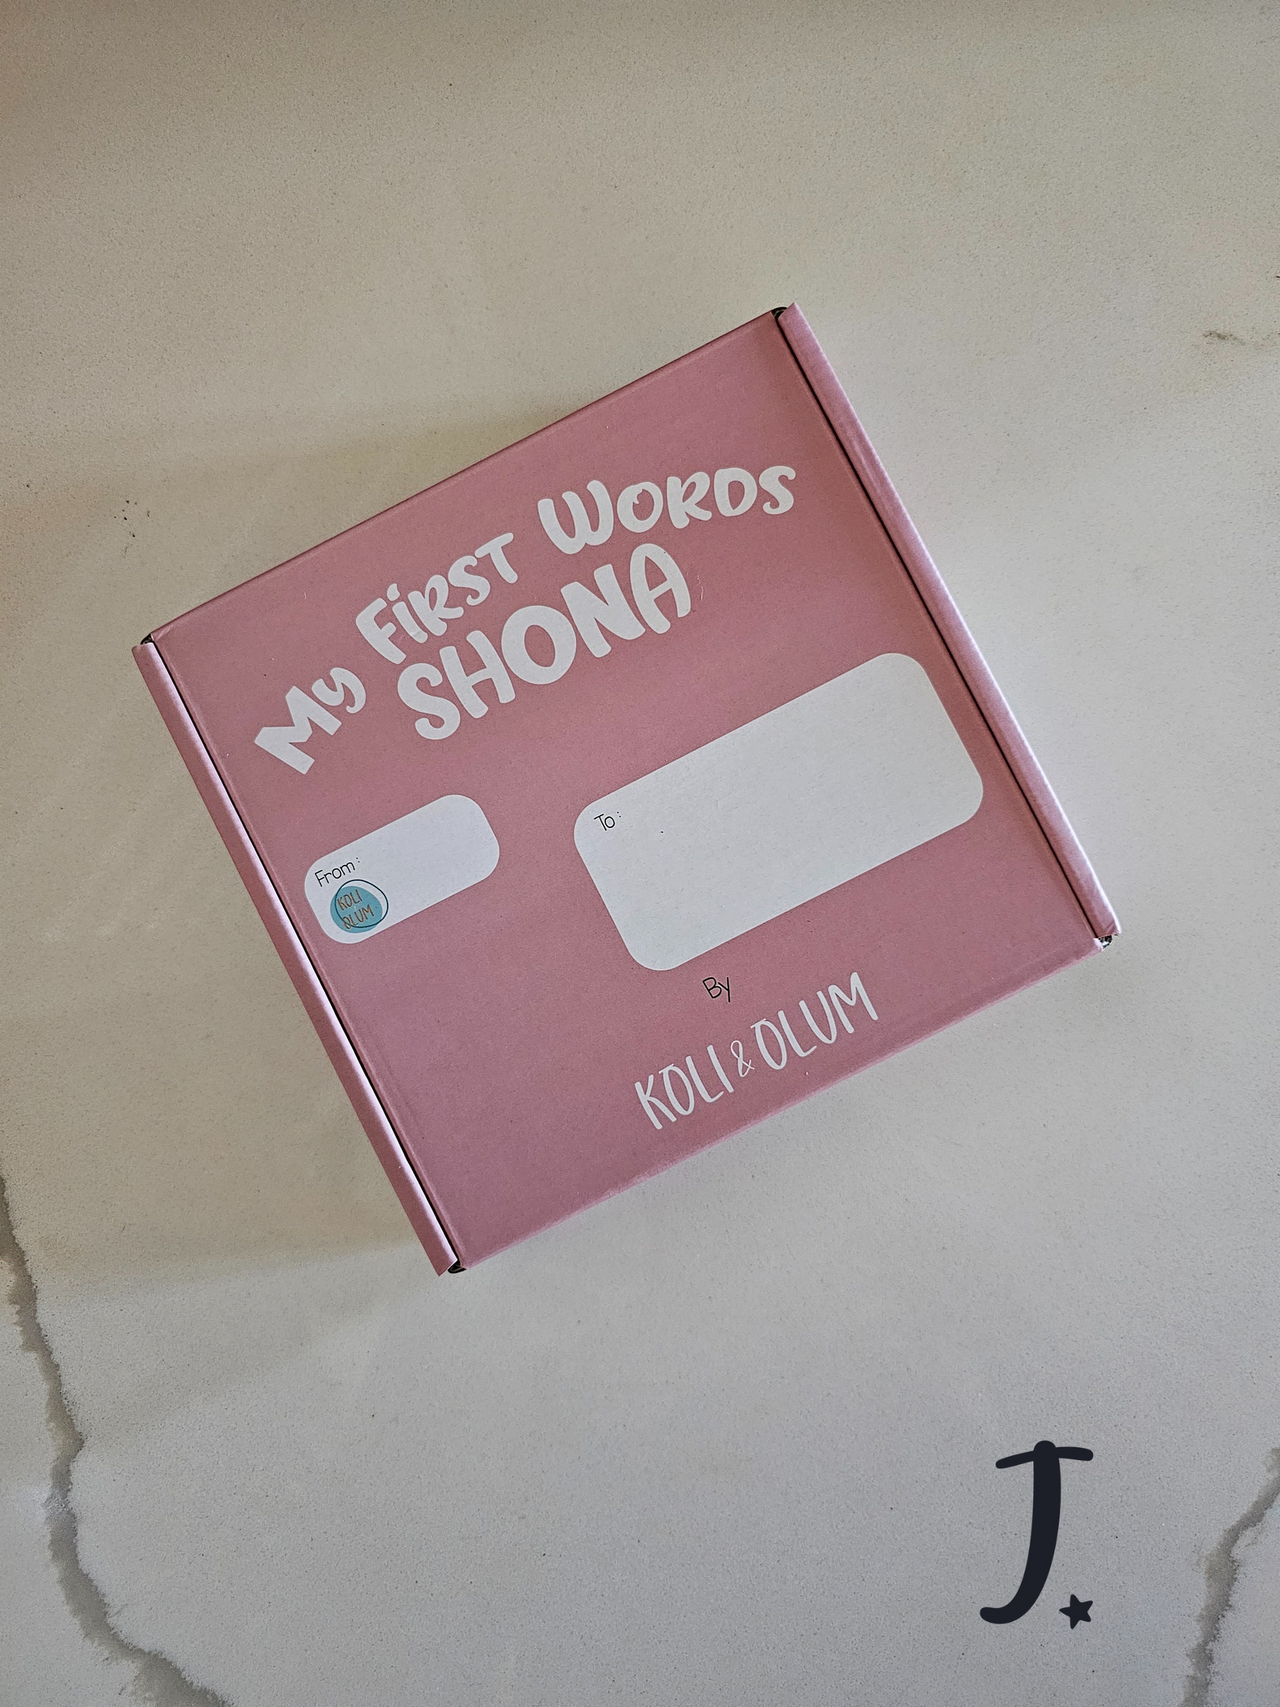 My First Words
SHONA
From:
KOLI
OLUM
To:
By
KOLI & OLUM
J.